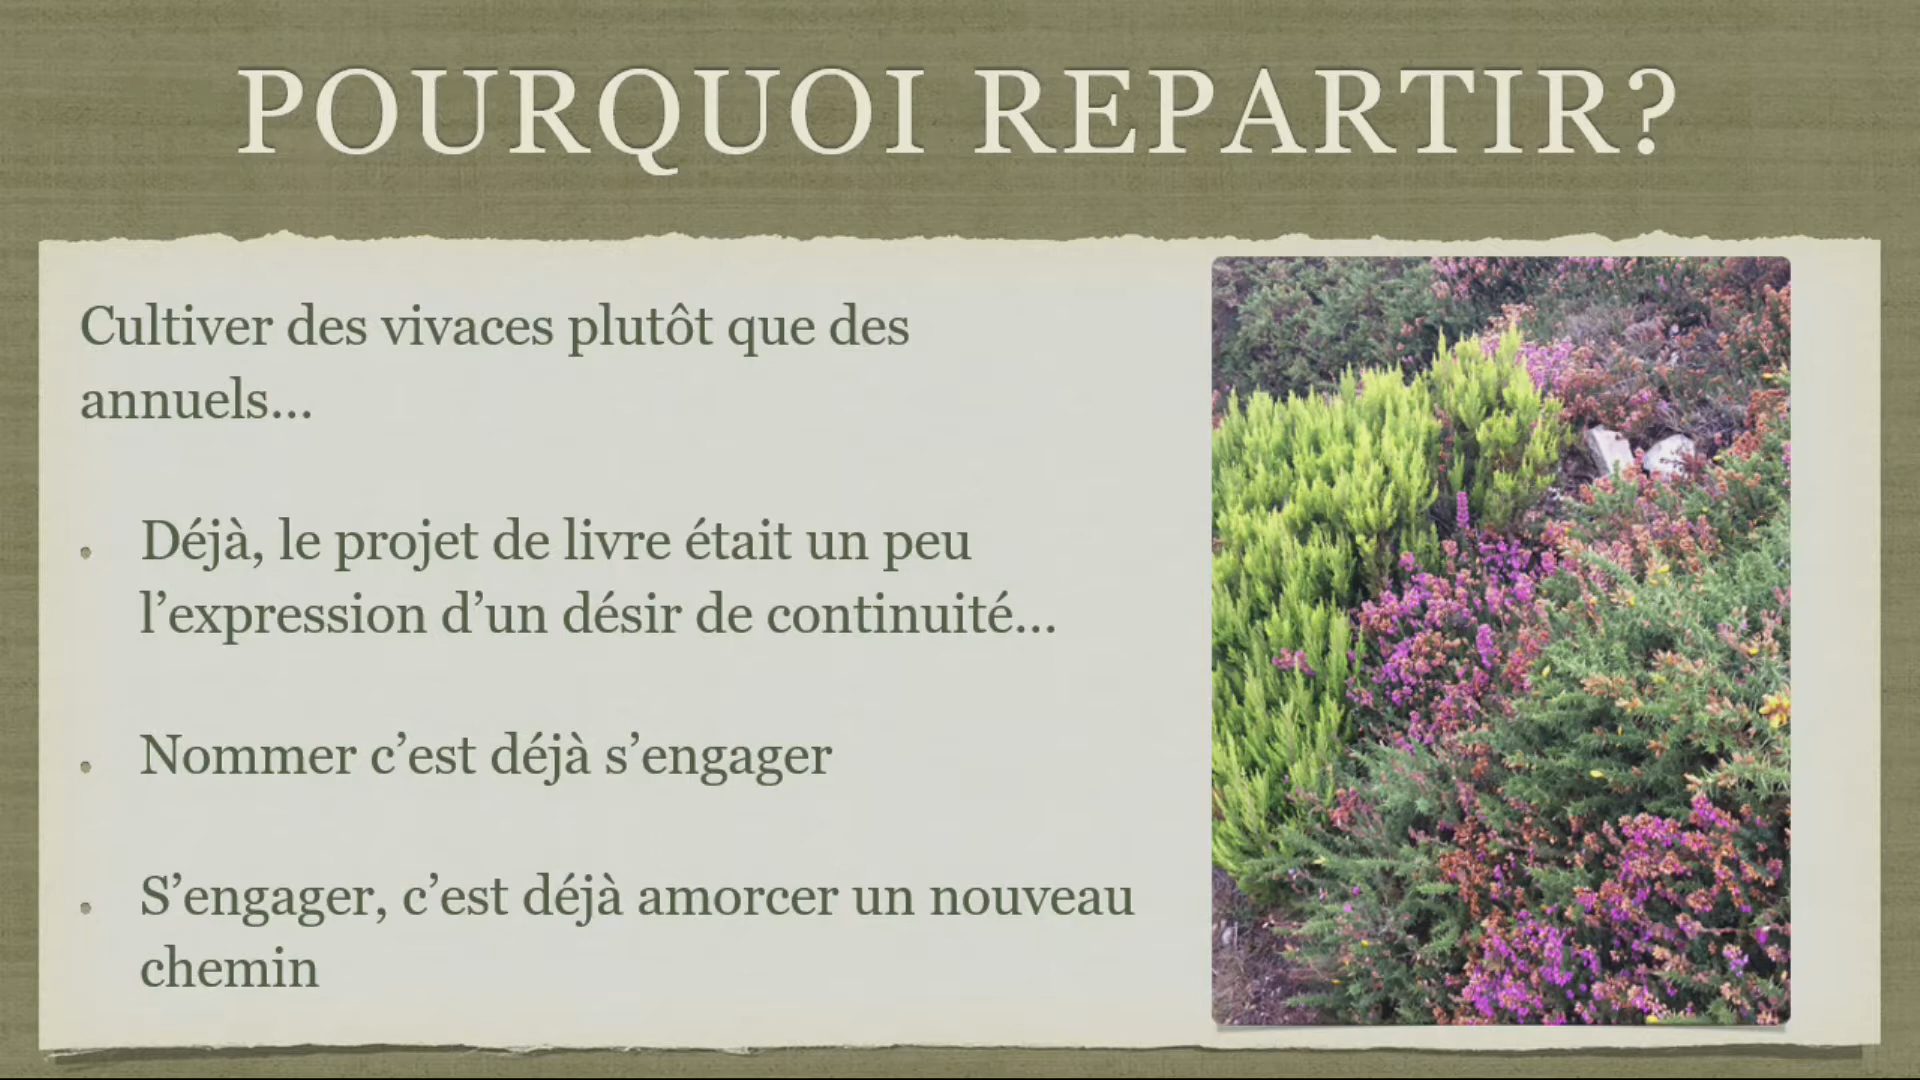 POURQUOI REPARTIR?
Cultiver des vivaces plutôt que des
annuels...
Déjà, le projet de livre était un peu
l’expression d’un désir de continuité...
Nommer c’est déjà s’engager
S’engager, c’est déjà amorcer un nouveau
chemin